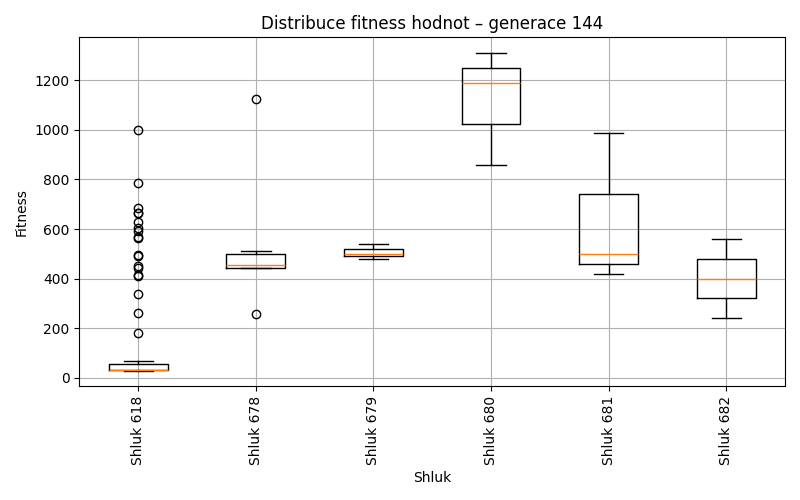 Distribuce fitness hodnot – generace 144
Fitness
1200
1000
800
600
400
200
0
Shluk 618
Shluk 678
Shluk 679
Shluk 680
Shluk 681
Shluk 682
Shluk